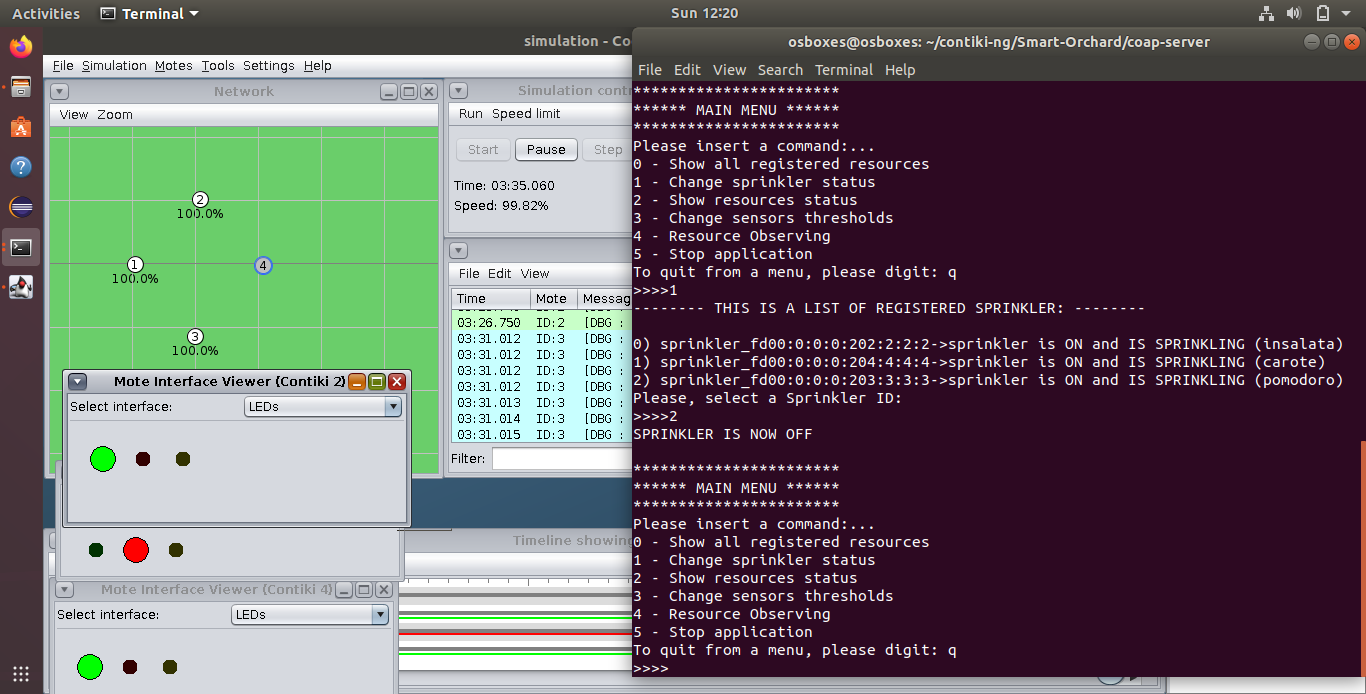 Activities
Terminal
Sun 12:20
simulation - Co
File Simulation Motes Tools Settings Help
Network
View Zoom
2
100.0%
1
100.0%
4
3
100.0%
Simulation contr
Run Speed limit
Start Pause Step
Time: 03:35.060
Speed: 99.82%
File Edit View
Time Mote Messag
03:26.750 ID:2 [DBG :
03:31.012 ID:3 [DBG :
03:31.012 ID:3 [DBG :
03:31.012 ID:3 [DBG :
03:31.012 ID:3 [DBG :
03:31.013 ID:3 [DBG :
03:31.014 ID:3 [DBG :
03:31.015 ID:3 [DBG :
Filter:
Mote Interface Viewer (Contiki 2)
Select interface: LEDs
Timeline showing
Mote Interface Viewer (Contiki 4)
Select interface: LEDs
osboxes@osboxes: ~/contiki-ng/Smart-Orchard/coap-server
File Edit View Search Terminal Help
***********************
****** MAIN MENU ******
***********************
Please insert a command:...
0 - Show all registered resources
1 - Change sprinkler status
2 - Show resources status
3 - Change sensors thresholds
4 - Resource Observing
5 - Stop application
To quit from a menu, please digit: q
>>>>1
-------- THIS IS A LIST OF REGISTERED SPRINKLER: --------
0) sprinkler_fd00:0:0:0:202:2:2:2->sprinkler is ON and IS SPRINKLING (insalata)
1) sprinkler_fd00:0:0:0:204:4:4:4->sprinkler is ON and IS SPRINKLING (carote)
2) sprinkler_fd00:0:0:0:203:3:3:3->sprinkler is ON and IS SPRINKLING (pomodoro)
Please, select a Sprinkler ID:
>>>>2
SPRINKLER IS NOW OFF
***********************
****** MAIN MENU ******
***********************
Please insert a command:...
0 - Show all registered resources
1 - Change sprinkler status
2 - Show resources status
3 - Change sensors thresholds
4 - Resource Observing
5 - Stop application
To quit from a menu, please digit: q
>>>>